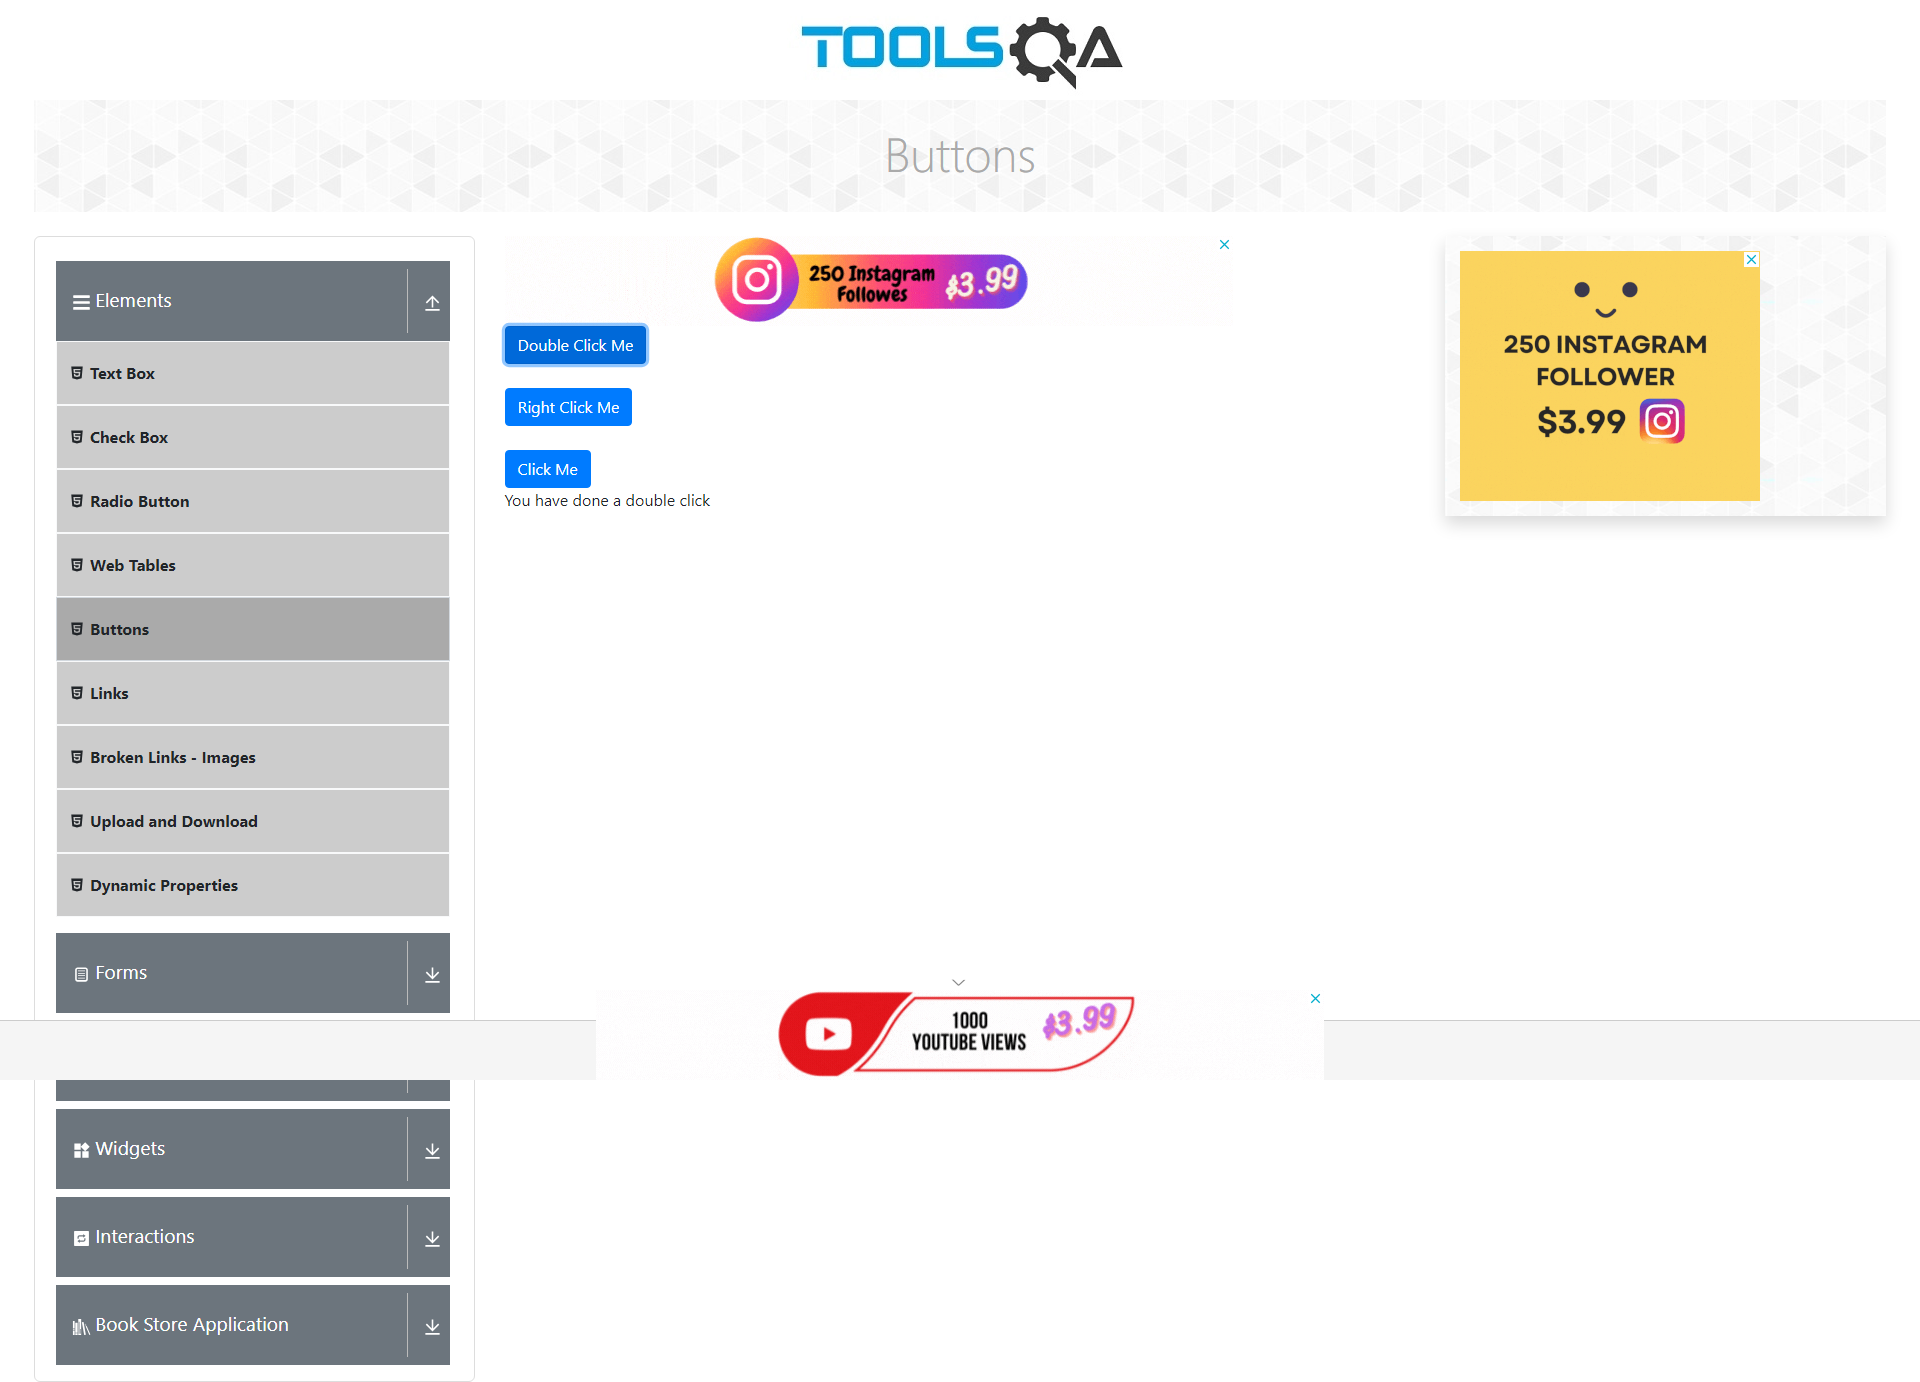 TOOLSQA
Buttons
Elements
Text Box
Check Box
Radio Button
Web Tables
Buttons
Links
Broken Links - Images
Upload and Download
Dynamic Properties
Forms
Widgets
Interactions
Book Store Application
250 Instagram
Followes
$3.99
Double Click Me
Right Click Me
Click Me
You have done a double click
250 INSTAGRAM
FOLLOWER
$3.99
1000
YOUTUBE VIEWS
$3.99